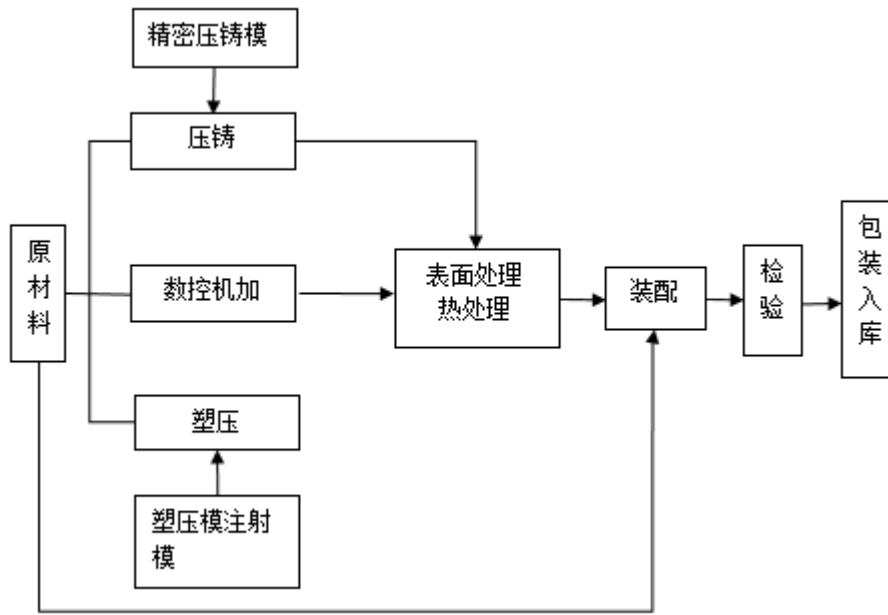 精密压铸模
压铸
原材料
数控机加
表面处理
热处理
装配
检验
包装入库
塑压
塑压模注射
模